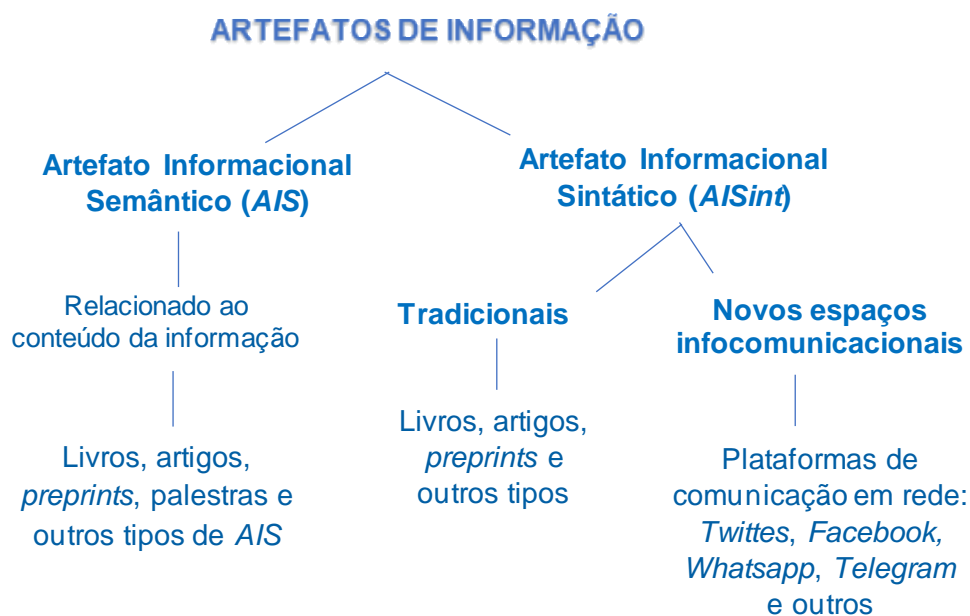 ARTEFATOS DE INFORMAÇÃO
Artefato Informacional
Semântico (AIS)
Artefato Informacional
Sintático (AISint)
Relacionado ao
conteúdo da informação
Tradicionais
Novos espaços
infocomunicacionais
Livros, artigos,
preprints, palestras e
outros tipos de AIS
Livros, artigos,
preprints e
outros tipos
Plataformas de
comunicação em rede:
Twittes, Facebook,
Whatsapp, Telegram
e outros